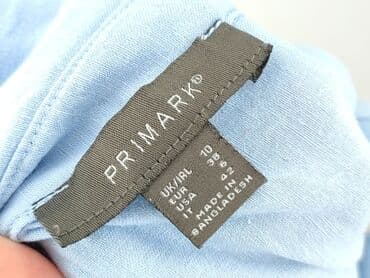 PRIMARK®
UK/IRL 10
EUR 38
USA 6
IT 42
MADE IN
BANGLADESH